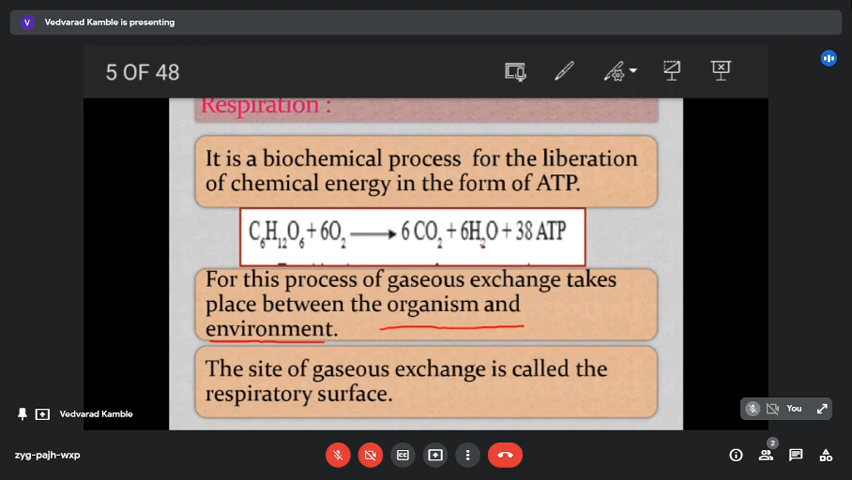 V Vedvarad Kamble is presenting
5 OF 48
Respiration :
It is a biochemical process for the liberation
of chemical energy in the form of ATP.
C₆H₁₂O₆ + 6O₂ ⟶ 6 CO₂ + 6H₂O + 38 ATP
For this process of gaseous exchange takes
place between the organism and
environment.
The site of gaseous exchange is called the
respiratory surface.
Vedvarad Kamble
You
zyg-pajh-wxp
2